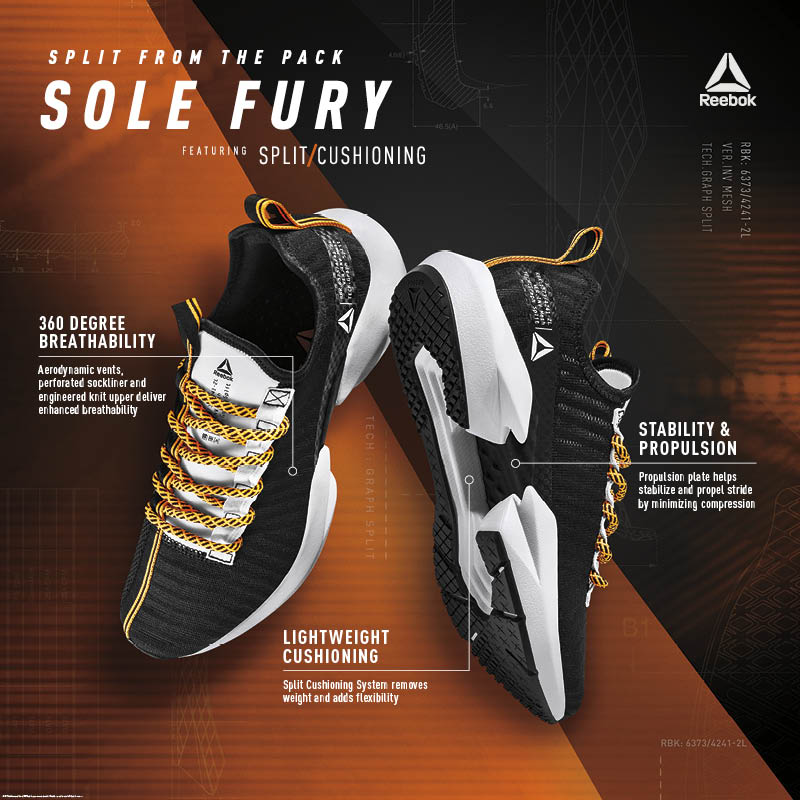 SPLIT FROM THE PACK
SOLE FURY
FEATURING SPLIT/CUSHIONING
Reebok
RBK: 6373/4241-2L
VER.INV MESH
TECH GRAPH SPLIT
360 DEGREE
BREATHABILITY
Aerodynamic vents,
perforated sockliner and
engineered knit upper deliver
enhanced breathability
Reebok
STABILITY &
PROPULSION
Propulsion plate helps
stabilize and propel stride
by minimizing compression
TECH : GRAPH SPLIT
LIGHTWEIGHT
CUSHIONING
Split Cushioning System removes
weight and adds flexibility
B1
RBK: 6373/4241-2L